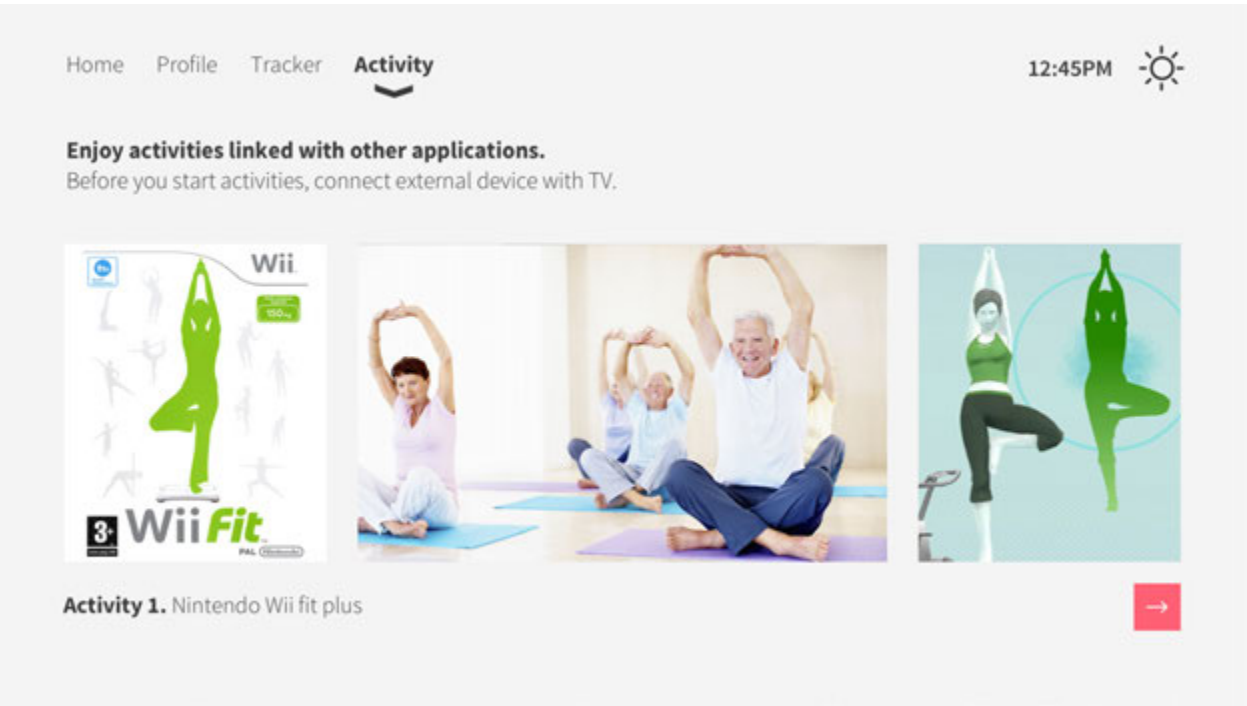 Home Profile Tracker Activity
12:45PM
Enjoy activities linked with other applications.
Before you start activities, connect external device with TV.
Wii
3+
Wii Fit
PAL Nintendo
Activity 1. Nintendo Wii fit plus
→